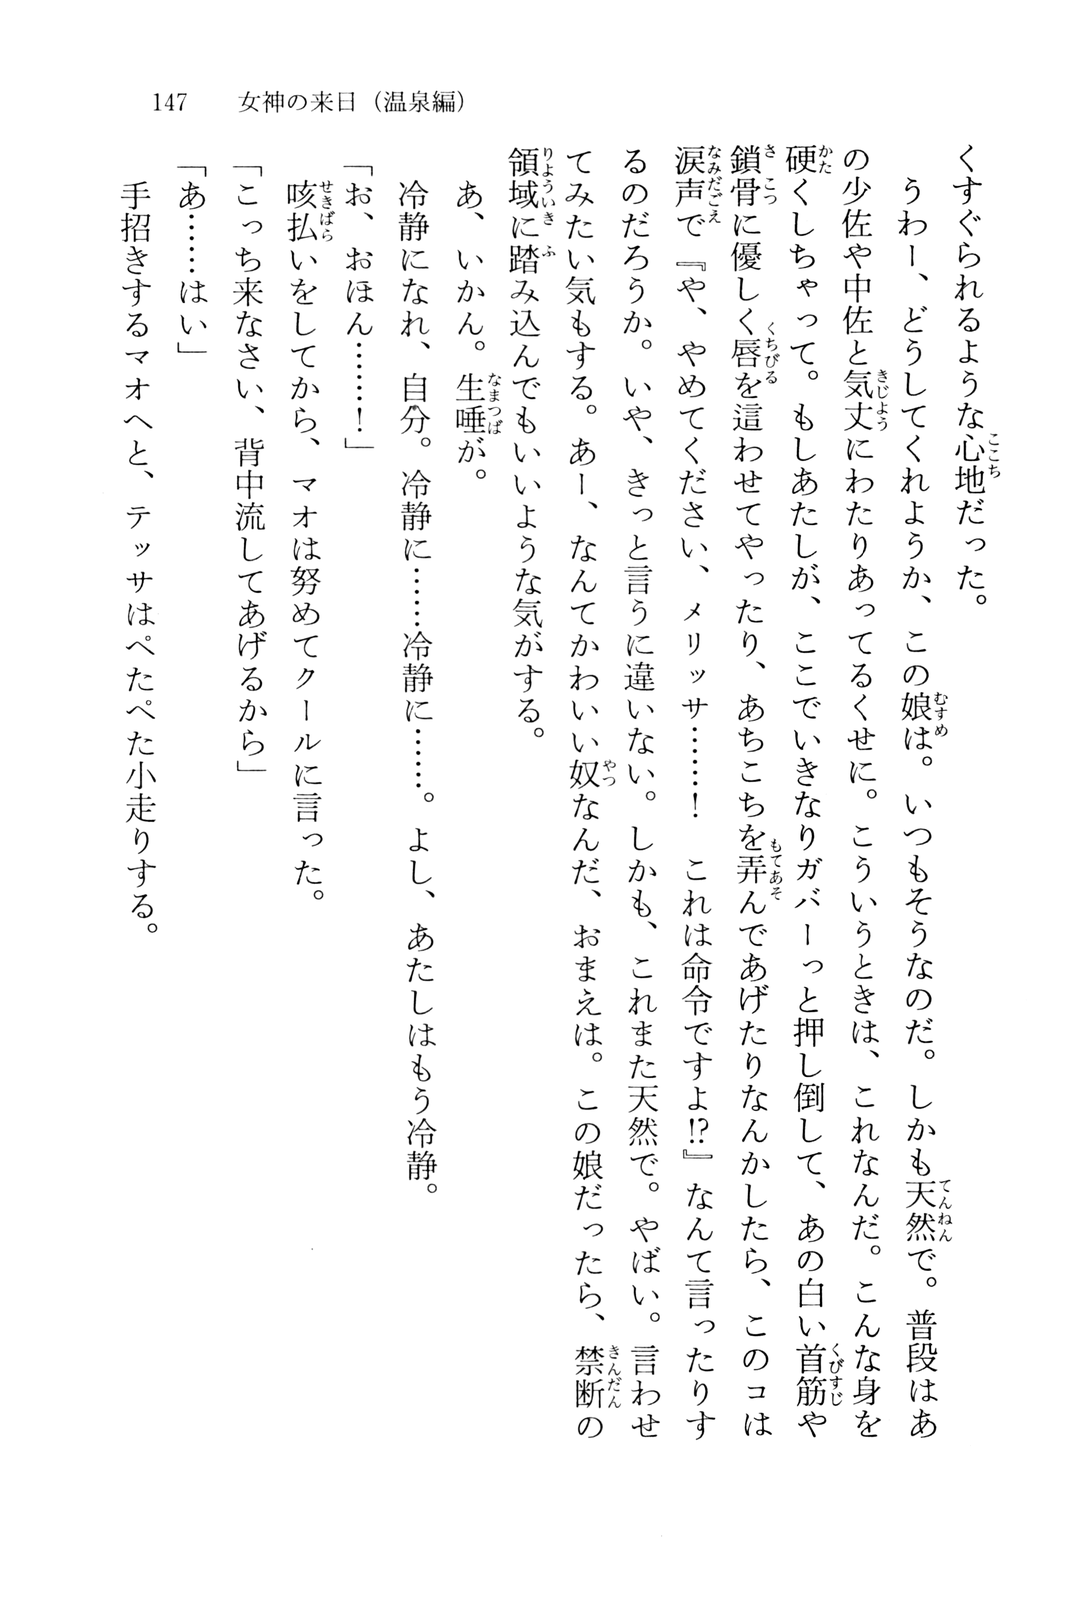 147　女神の来日（温泉編）
くすぐられるような心地だった。
　うわー、どうしてくれようか、この娘は。いつもそうなのだ。しかも天然で。普段はあ
の少佐や中佐と気丈にわたりあってるくせに。こういうときは、これなんだ。こんな身を
硬くしちゃって。もしあたしが、ここでいきなりガバーっと押し倒して、あの白い首筋や
鎖骨に優しく唇を這わせてやったり、あちこちを弄んであげたりなんかしたら、このコは
涙声で『や、やめてください、メリッサ……！　これは命令ですよ!?』なんて言ったりす
るのだろうか。いや、きっと言うに違いない。しかも、これまた天然で。やばい。言わせ
てみたい気もする。あー、なんてかわいい奴なんだ、おまえは。この娘だったら、禁断の
領域に踏み込んでもいいような気がする。
　あ、いかん。生唾が。
　冷静になれ、自分。冷静に……冷静に……。よし、あたしはもう冷静。
「お、おほん……！」
　咳払いをしてから、マオは努めてクールに言った。
「こっち来なさい、背中流してあげるから」
「あ……はい」
　手招きするマオへと、テッサはぺたぺた小走りする。